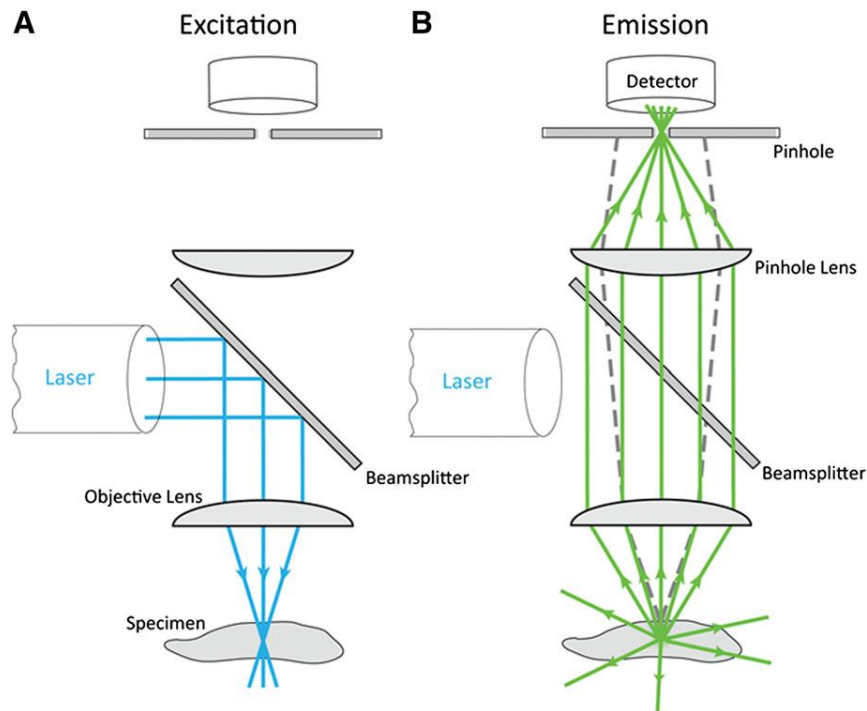 A
Excitation
Laser
Beamsplitter
Objective Lens
Specimen
B
Emission
Detector
Pinhole
Pinhole Lens
Laser
Beamsplitter